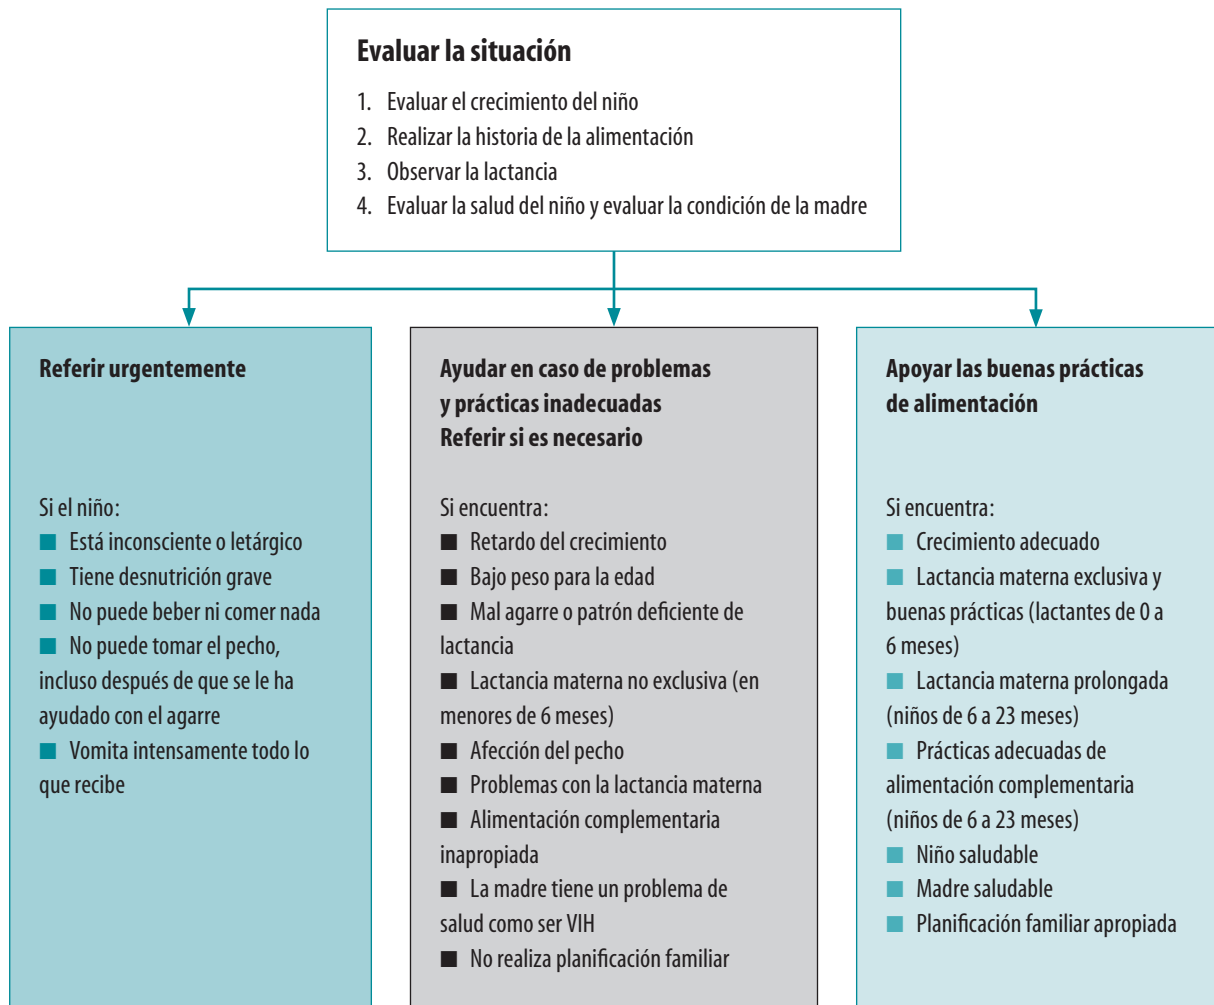 Evaluar la situación
1. Evaluar el crecimiento del niño
2. Realizar la historia de la alimentación
3. Observar la lactancia
4. Evaluar la salud del niño y evaluar la condición de la madre
Referir urgentemente
Si el niño:
■ Está inconsciente o letárgico
■ Tiene desnutrición grave
■ No puede beber ni comer nada
■ No puede tomar el pecho,
incluso después de que se le ha
ayudado con el agarre
■ Vomita intensamente todo lo
que recibe
Ayudar en caso de problemas
y prácticas inadecuadas
Referir si es necesario
Si encuentra:
■ Retardo del crecimiento
■ Bajo peso para la edad
■ Mal agarre o patrón deficiente de
lactancia
■ Lactancia materna no exclusiva (en
menores de 6 meses)
■ Afección del pecho
■ Problemas con la lactancia materna
■ Alimentación complementaria
inapropiada
■ La madre tiene un problema de
salud como ser VIH
■ No realiza planificación familiar
Apoyar las buenas prácticas
de alimentación
Si encuentra:
■ Crecimiento adecuado
■ Lactancia materna exclusiva y
buenas prácticas (lactantes de 0 a
6 meses)
■ Lactancia materna prolongada
(niños de 6 a 23 meses)
■ Prácticas adecuadas de
alimentación complementaria
(niños de 6 a 23 meses)
■ Niño saludable
■ Madre saludable
■ Planificación familiar apropiada